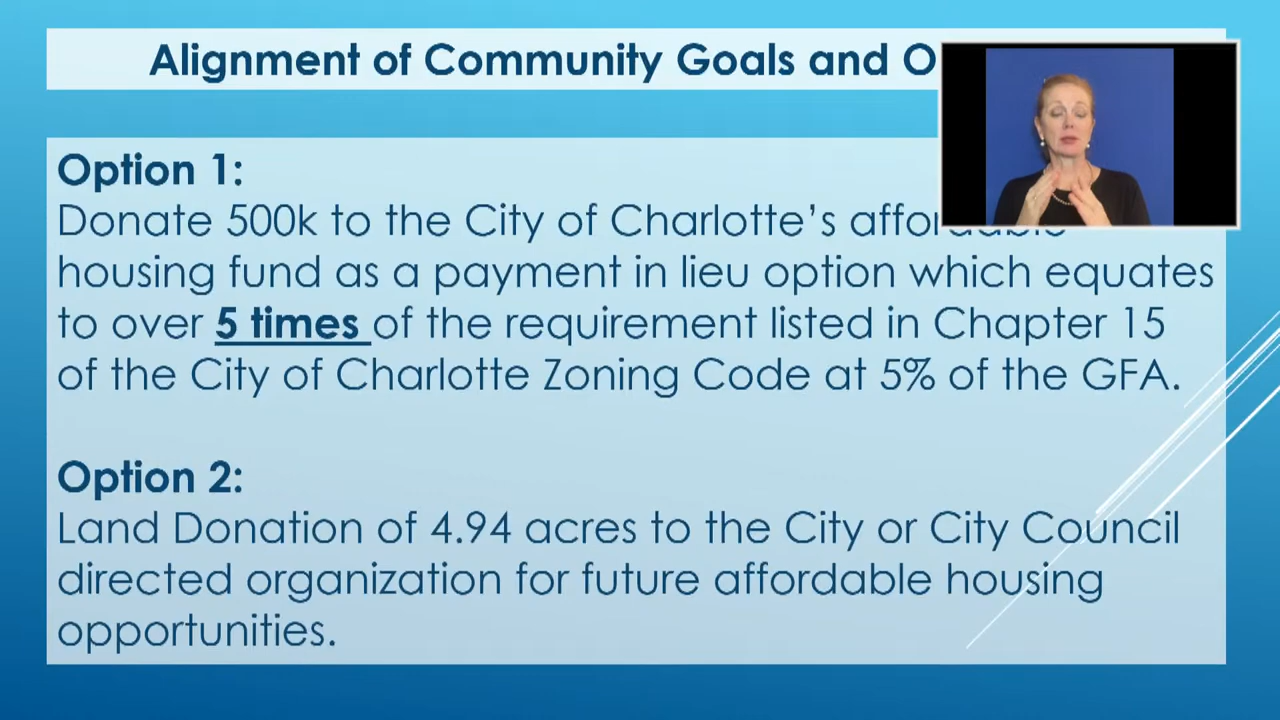 Alignment of Community Goals and O
Option 1:
Donate 500k to the City of Charlotte’s affordable
housing fund as a payment in lieu option which equates
to over 5 times of the requirement listed in Chapter 15
of the City of Charlotte Zoning Code at 5% of the GFA.
Option 2:
Land Donation of 4.94 acres to the City or City Council
directed organization for future affordable housing
opportunities.